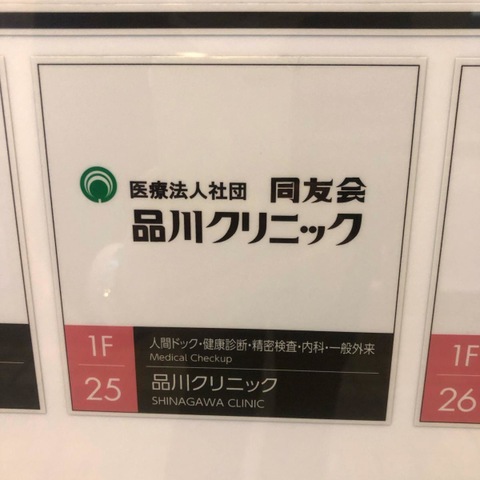 医療法人社団 同友会
品川クリニック
1F
人間ドック・健康診断・精密検査・内科・一般外来
Medical Checkup
25
品川クリニック
SHINAGAWA CLINIC
1F
26